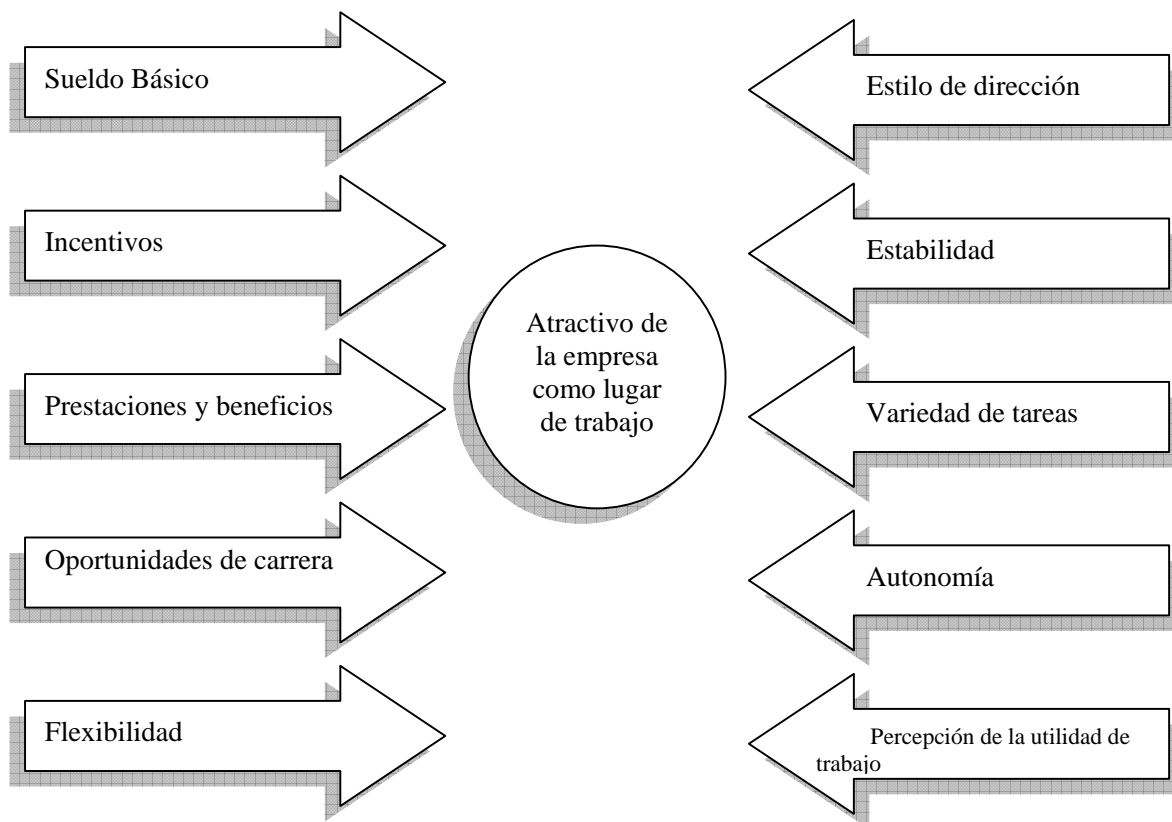 Sueldo Básico
Incentivos
Prestaciones y beneficios
Oportunidades de carrera
Flexibilidad
Atractivo de
la empresa
como lugar
de trabajo
Estilo de dirección
Estabilidad
Variedad de tareas
Autonomía
Percepción de la utilidad de
trabajo